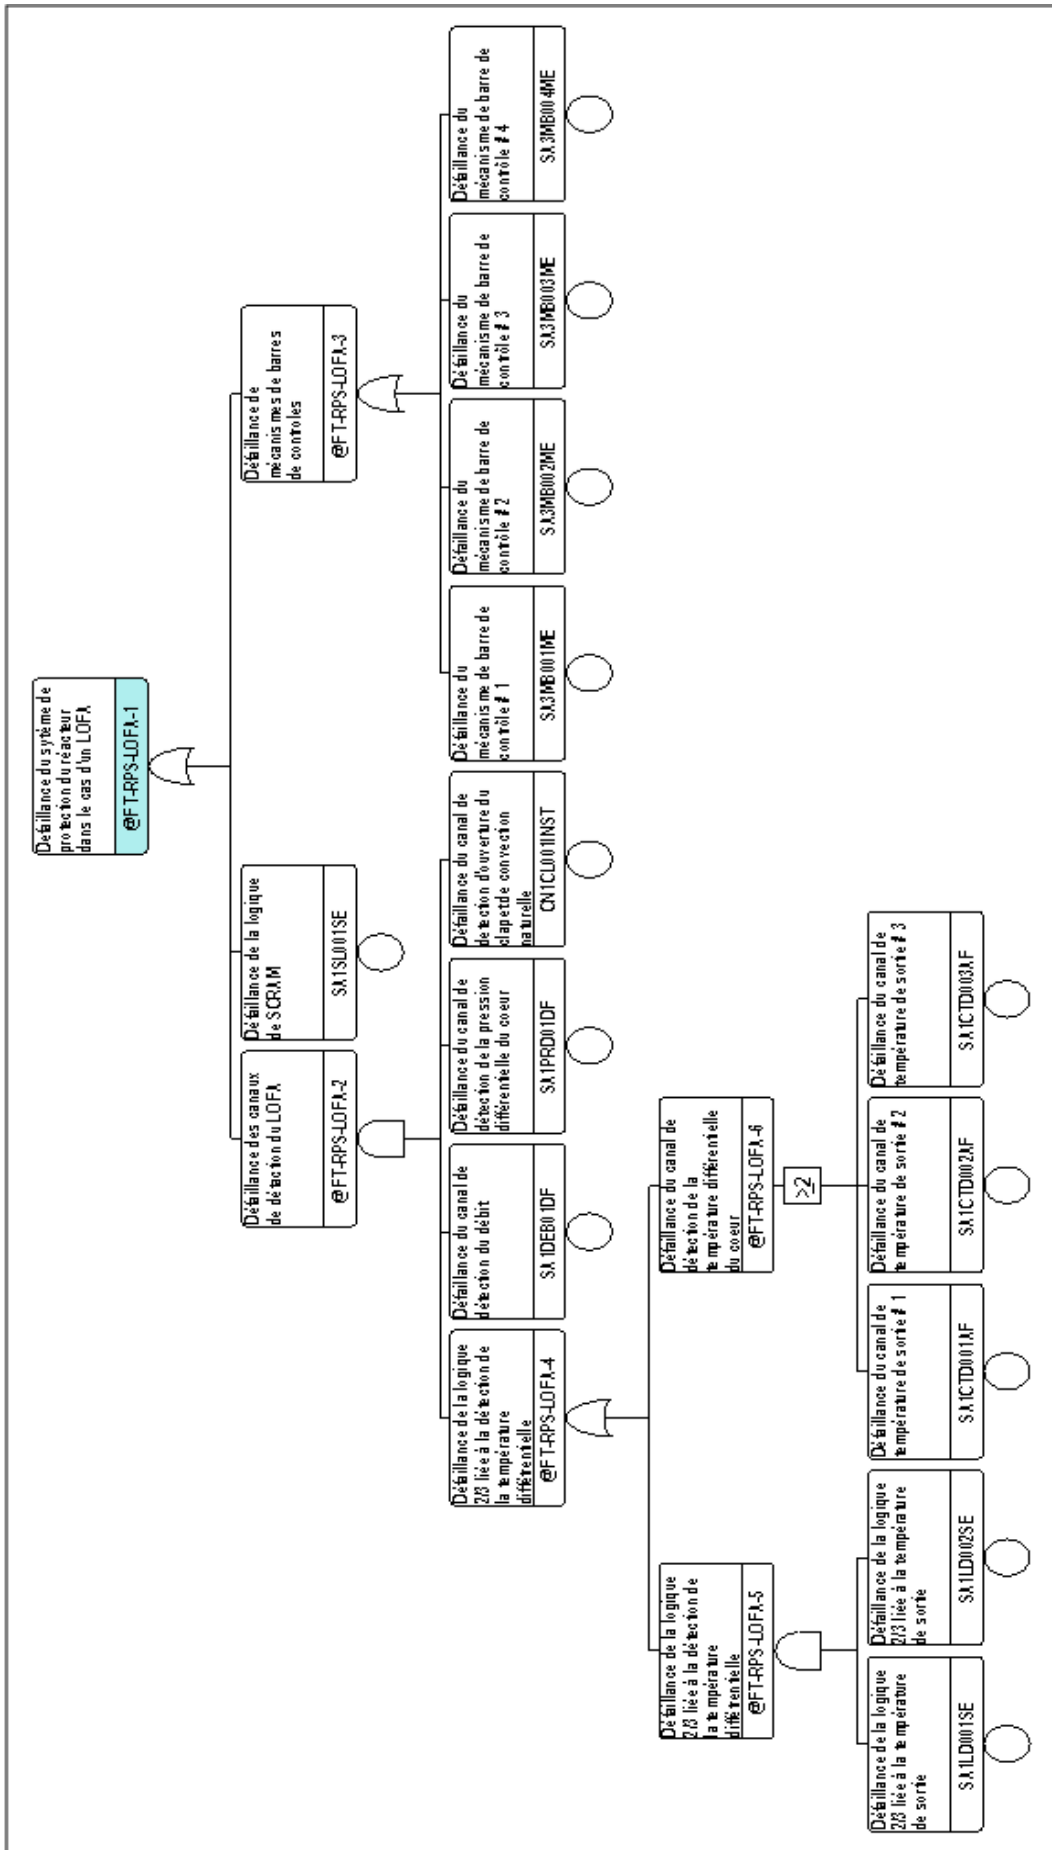 Défaillance du sytème de
protection du réacteur
dans le cas d'un LOFA
@FT-RPS-LOFA-1
Défaillance des canaux
de détection du LOFA
@FT-RPS-LOFA-2
Défaillance de la logique
de SCRAM
SA1SL001SE
Défaillance de
mécanismes de barres
de controles
@FT-RPS-LOFA-3
Défaillance de la logique
2/3 liée à la détection de
la température
différentielle
@FT-RPS-LOFA-4
Défaillance du canal de
détection du débit
SA1DEB01DF
Défaillance du canal de
détection de la pression
différentielle du coeur
SA1PRD01DF
Défaillance du canal de
detection d'ouverture du
clapet de convection
naturelle
CN1CL001INST
Défaillance du
mécanisme de barre de
contrôle # 1
SA3MB001ME
Défaillance du
mécanisme de barre de
contrôle # 2
SA3MB002ME
Défaillance du
mécanisme de barre de
contrôle # 3
SA3MB003ME
Défaillance du
mécanisme de barre de
contrôle # 4
SA3MB004ME
Défaillance de la logique
2/3 liée à la détection de
la température
différentielle
@FT-RPS-LOFA-5
Défaillance du canal de
détection de la
température différentielle
du coeur
@FT-RPS-LOFA-6
≥2
Défaillance de la logique
2/3 liée à la température
de sortie
SA1LD001SE
Défaillance de la logique
2/3 liée à la température
de sortie
SA1LD002SE
Défaillance du canal de
température de sortie # 1
SA1CTD001AF
Défaillance du canal de
température de sortie # 2
SA1CTD002AF
Défaillance du canal de
température de sortie # 3
SA1CTD003AF